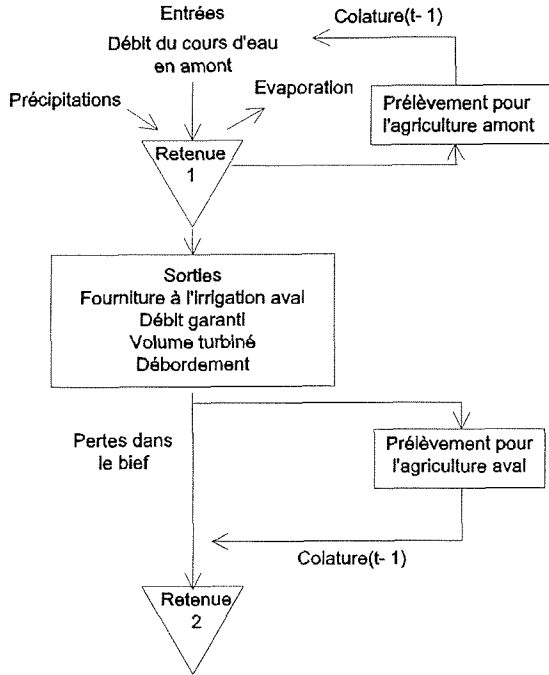 Entrées
Colature(t- 1)
Débit du cours d'eau
en amont
Précipitations
Evaporation
Prélèvement pour
l'agriculture amont
Retenue
1
Sorties
Fourniture à l'irrigation aval
Débit garanti
Volume turbiné
Débordement
Pertes dans
le bief
Prélèvement pour
l'agriculture aval
Colature(t- 1)
Retenue
2